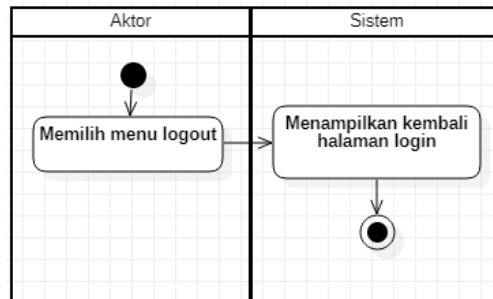 Aktor
Sistem
Memilih menu logout
Menampilkan kembali
halaman login